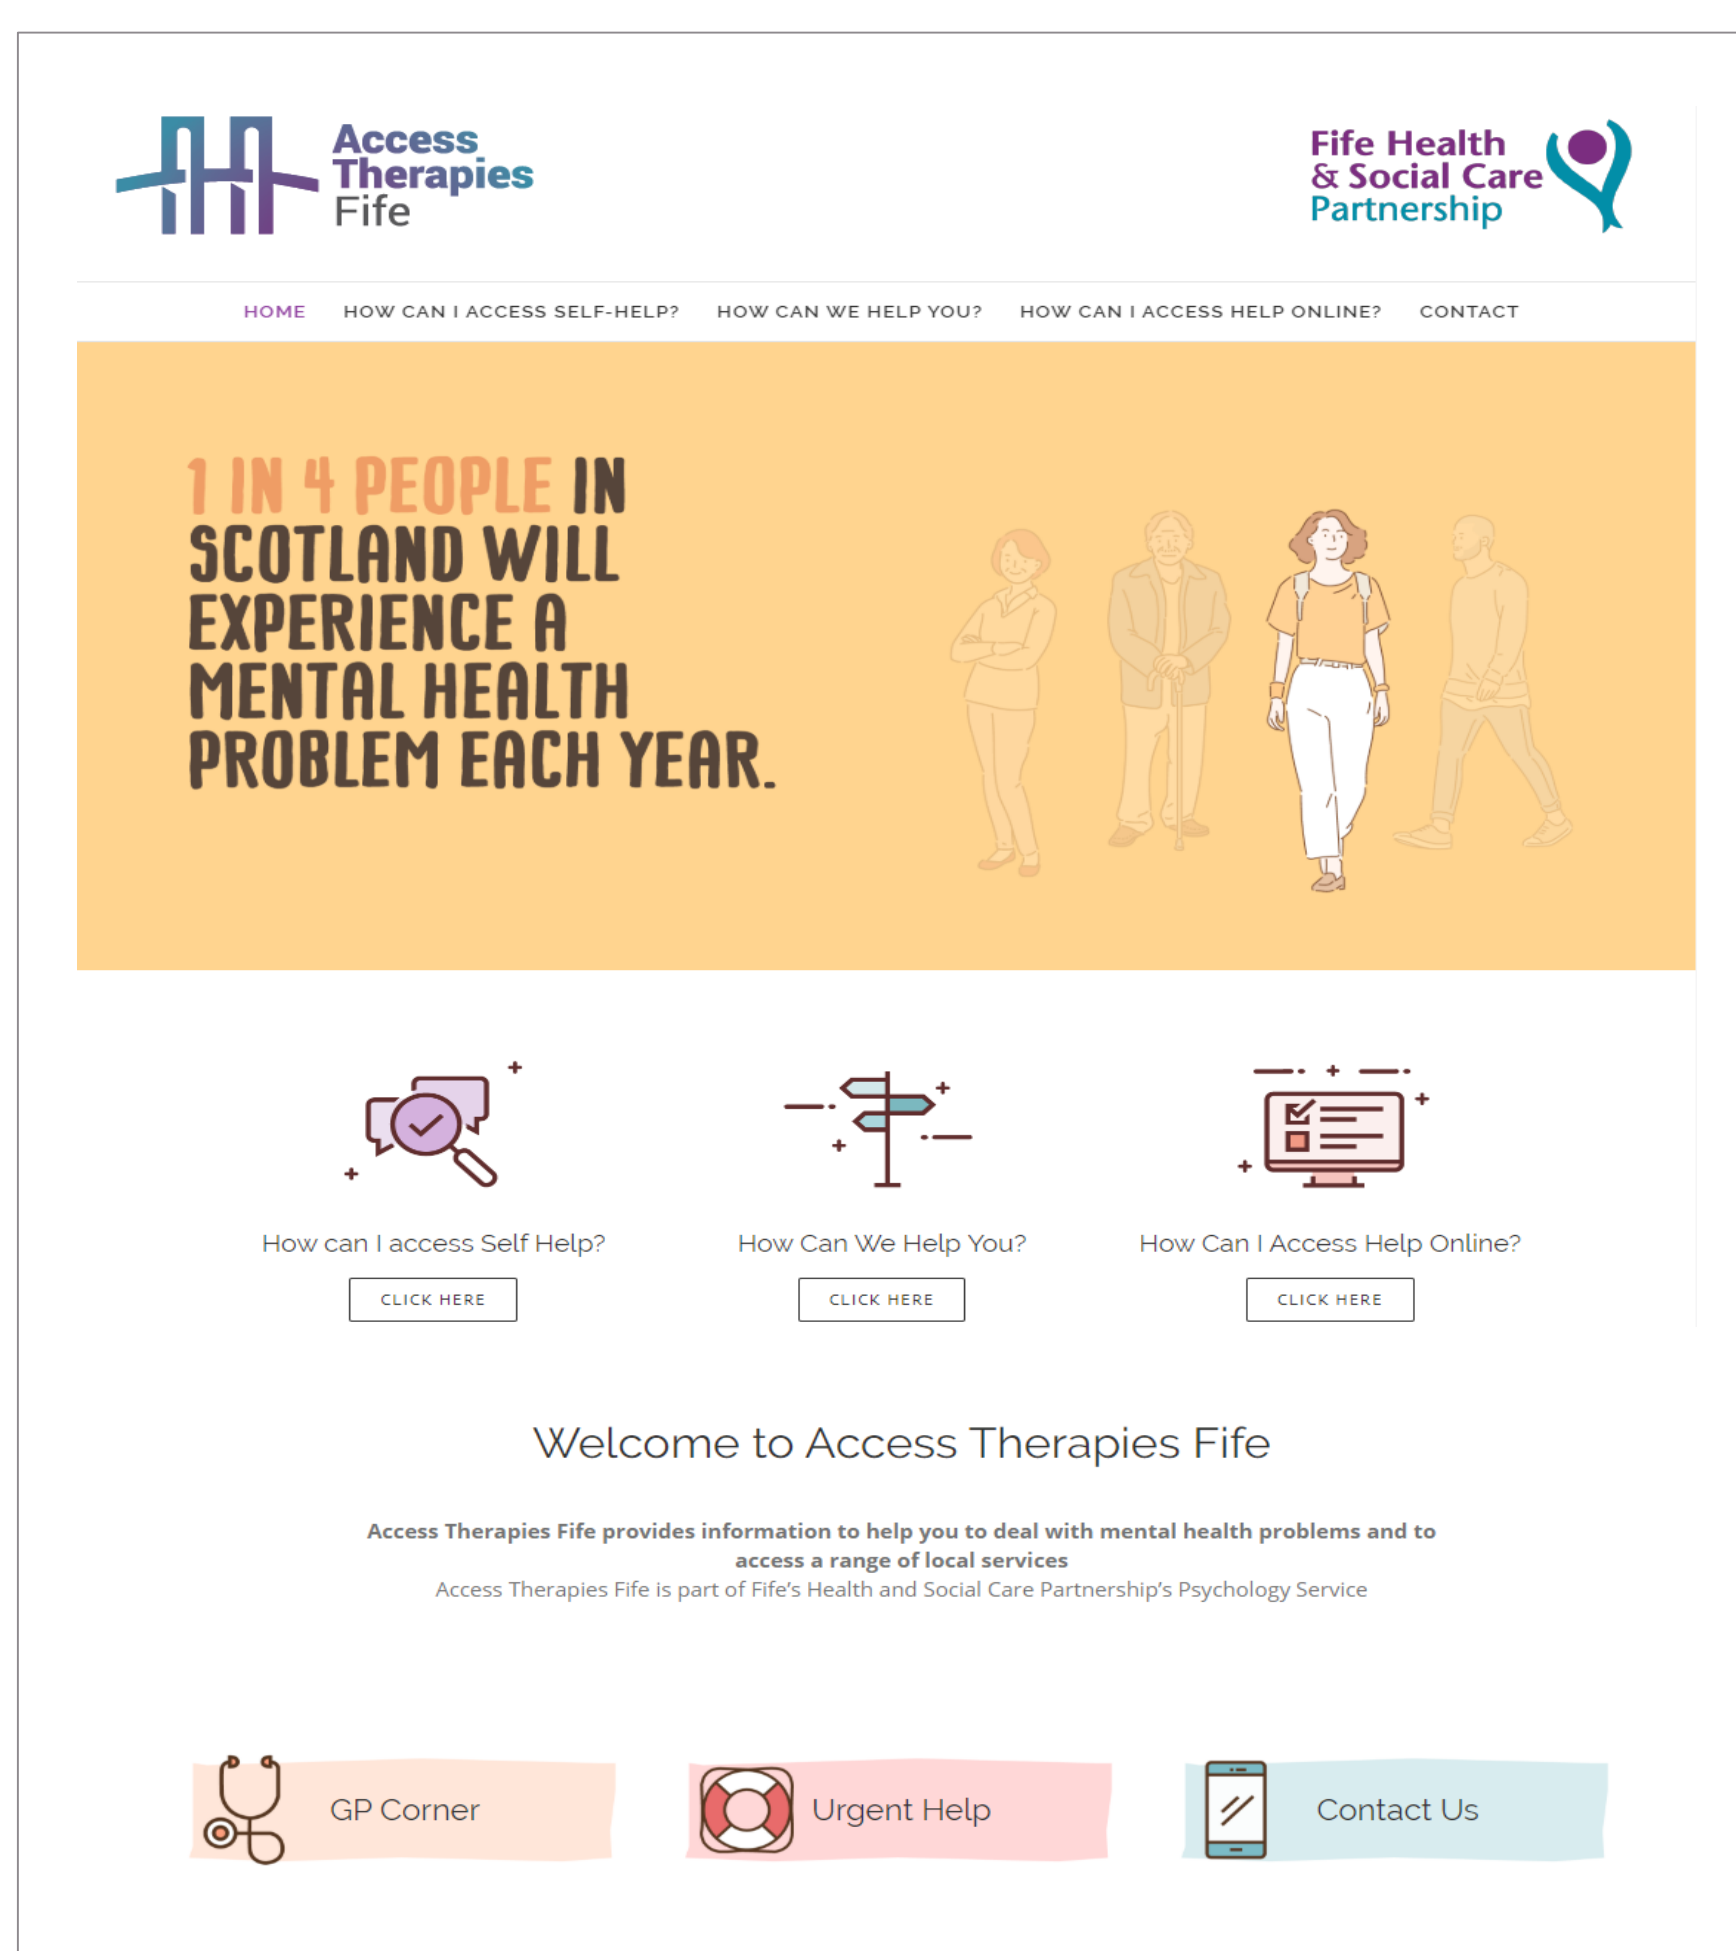 Access
Therapies
Fife
Fife Health
& Social Care
Partnership
HOME HOW CAN I ACCESS SELF-HELP? HOW CAN WE HELP YOU? HOW CAN I ACCESS HELP ONLINE? CONTACT
1 IN 4 PEOPLE IN
SCOTLAND WILL
EXPERIENCE A
MENTAL HEALTH
PROBLEM EACH YEAR.
How can I access Self Help? How Can We Help You? How Can I Access Help Online?
CLICK HERE CLICK HERE CLICK HERE
Welcome to Access Therapies Fife
Access Therapies Fife provides information to help you to deal with mental health problems and to
access a range of local services
Access Therapies Fife is part of Fife’s Health and Social Care Partnership’s Psychology Service
GP Corner Urgent Help Contact Us